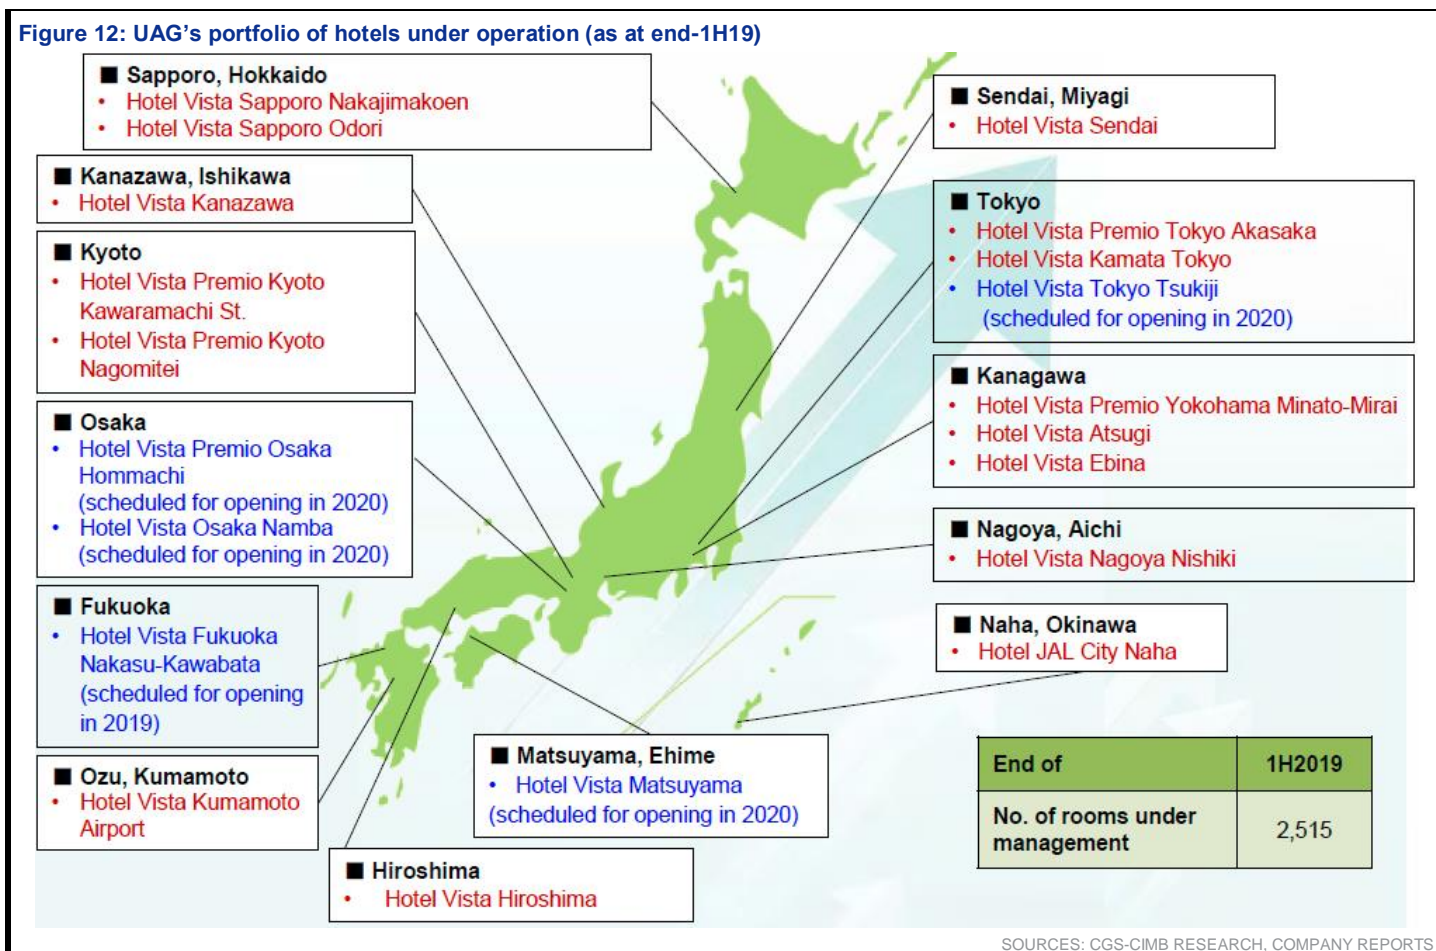 Figure 12: UAG’s portfolio of hotels under operation (as at end-1H19)
■ Sapporo, Hokkaido
• Hotel Vista Sapporo Nakajimakoen
• Hotel Vista Sapporo Odori
■ Kanazawa, Ishikawa
• Hotel Vista Kanazawa
■ Kyoto
• Hotel Vista Premio Kyoto
Kawaramachi St.
• Hotel Vista Premio Kyoto
Nagomitei
■ Osaka
• Hotel Vista Premio Osaka
Hommachi
(scheduled for opening in 2020)
• Hotel Vista Osaka Namba
(scheduled for opening in 2020)
■ Fukuoka
• Hotel Vista Fukuoka
Nakasu-Kawabata
(scheduled for opening
in 2019)
■ Ozu, Kumamoto
• Hotel Vista Kumamoto
Airport
■ Hiroshima
• Hotel Vista Hiroshima
■ Matsuyama, Ehime
• Hotel Vista Matsuyama
(scheduled for opening in 2020)
■ Sendai, Miyagi
• Hotel Vista Sendai
■ Tokyo
• Hotel Vista Premio Tokyo Akasaka
• Hotel Vista Kamata Tokyo
• Hotel Vista Tokyo Tsukiji
(scheduled for opening in 2020)
■ Kanagawa
• Hotel Vista Premio Yokohama Minato-Mirai
• Hotel Vista Atsugi
• Hotel Vista Ebina
■ Nagoya, Aichi
• Hotel Vista Nagoya Nishiki
■ Naha, Okinawa
• Hotel JAL City Naha
End of 1H2019
No. of rooms under
management 2,515
SOURCES: CGS-CIMB RESEARCH, COMPANY REPORTS